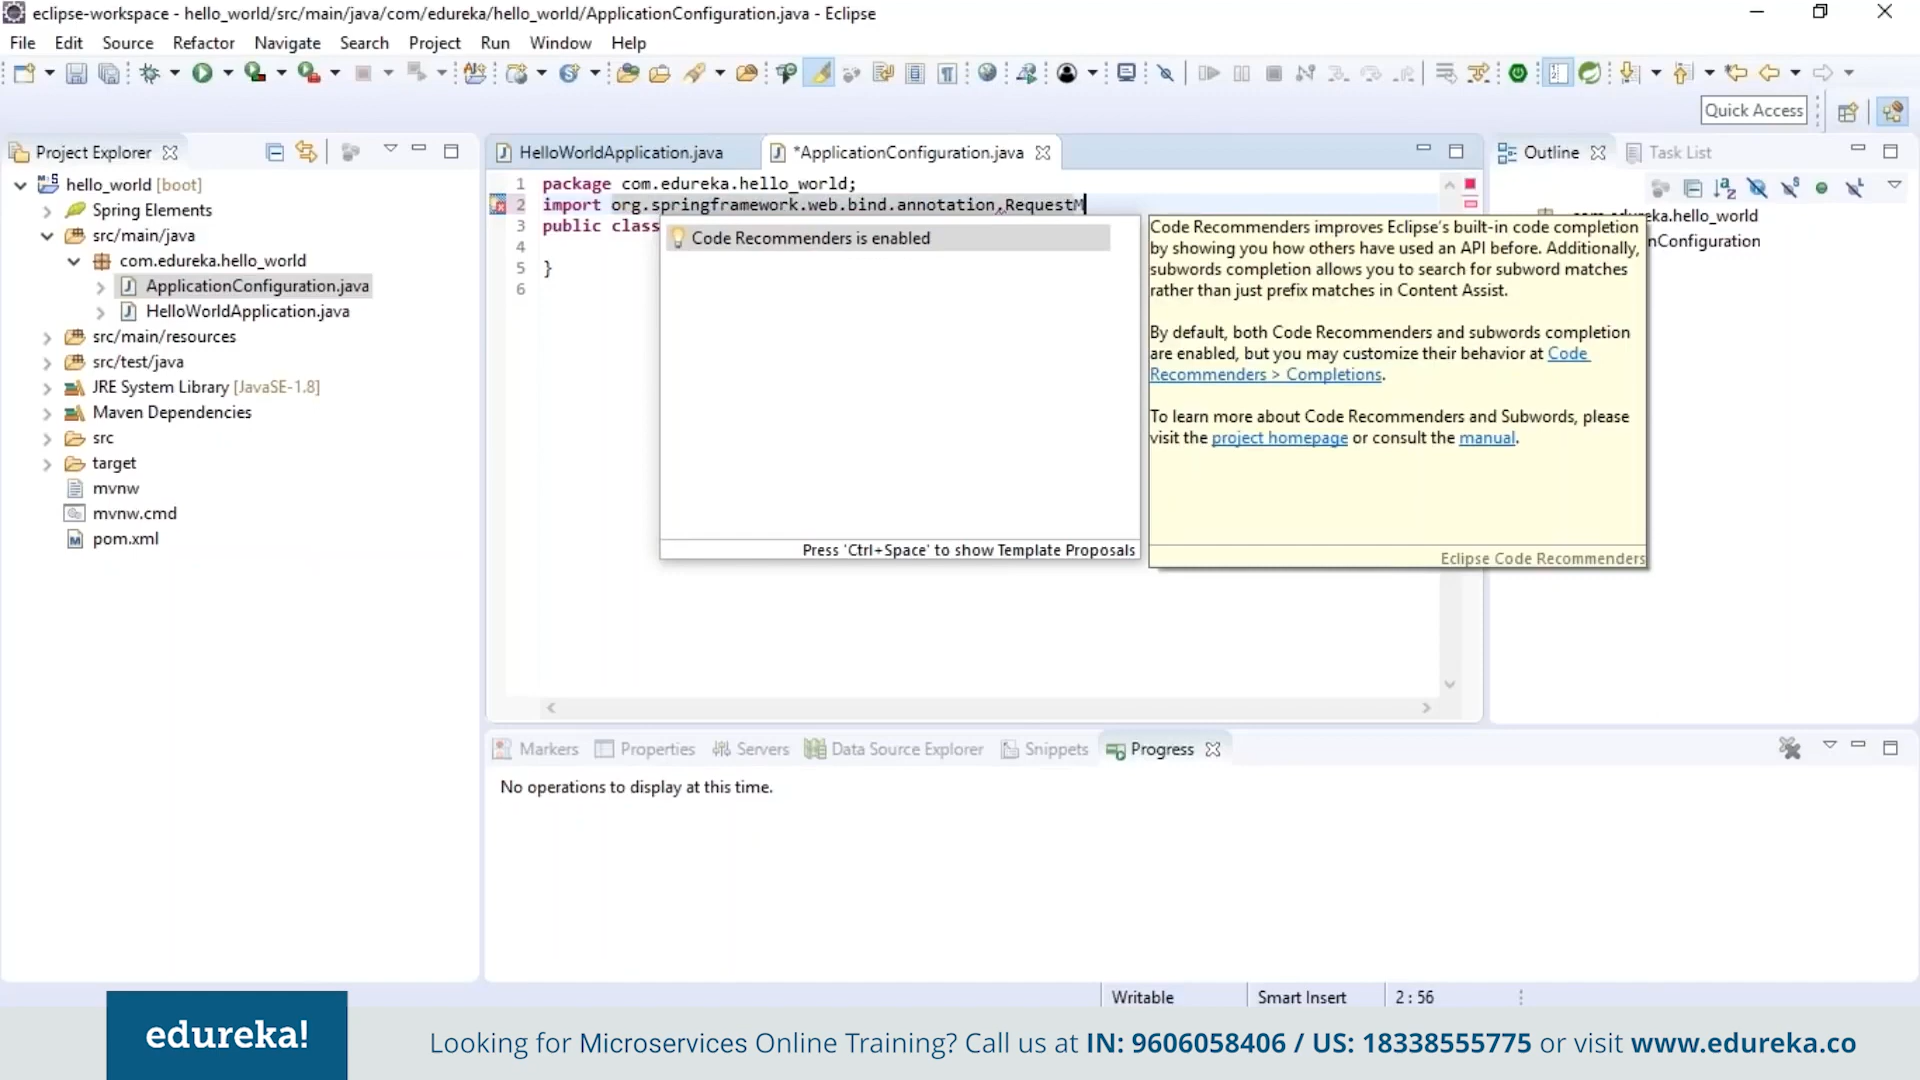 eclipse-workspace - hello_world/src/main/java/com/edureka/hello_world/ApplicationConfiguration.java - Eclipse
File Edit Source Refactor Navigate Search Project Run Window Help
Quick Access
Project Explorer
hello_world [boot]
Spring Elements
src/main/java
com.edureka.hello_world
ApplicationConfiguration.java
HelloWorldApplication.java
src/main/resources
src/test/java
JRE System Library [JavaSE-1.8]
Maven Dependencies
src
target
mvnw
mvnw.cmd
pom.xml
HelloWorldApplication.java *ApplicationConfiguration.java
1 package com.edureka.hello_world;
2 import org.springframework.web.bind.annotation,RequestM
3 public class
4
5 }
6
Code Recommenders is enabled
Press 'Ctrl+Space' to show Template Proposals
Code Recommenders improves Eclipse's built-in code completion
by showing you how others have used an API before. Additionally,
subwords completion allows you to search for subword matches
rather than just prefix matches in Content Assist.
By default, both Code Recommenders and subwords completion
are enabled, but you may customize their behavior at Code
Recommenders > Completions.
To learn more about Code Recommenders and Subwords, please
visit the project homepage or consult the manual.
Eclipse Code Recommenders
Outline Task List
com.edureka.hello_world
nConfiguration
Markers Properties Servers Data Source Explorer Snippets Progress
No operations to display at this time.
Writable Smart Insert 2 : 56
edureka!
Looking for Microservices Online Training? Call us at IN: 9606058406 / US: 18338555775 or visit www.edureka.co